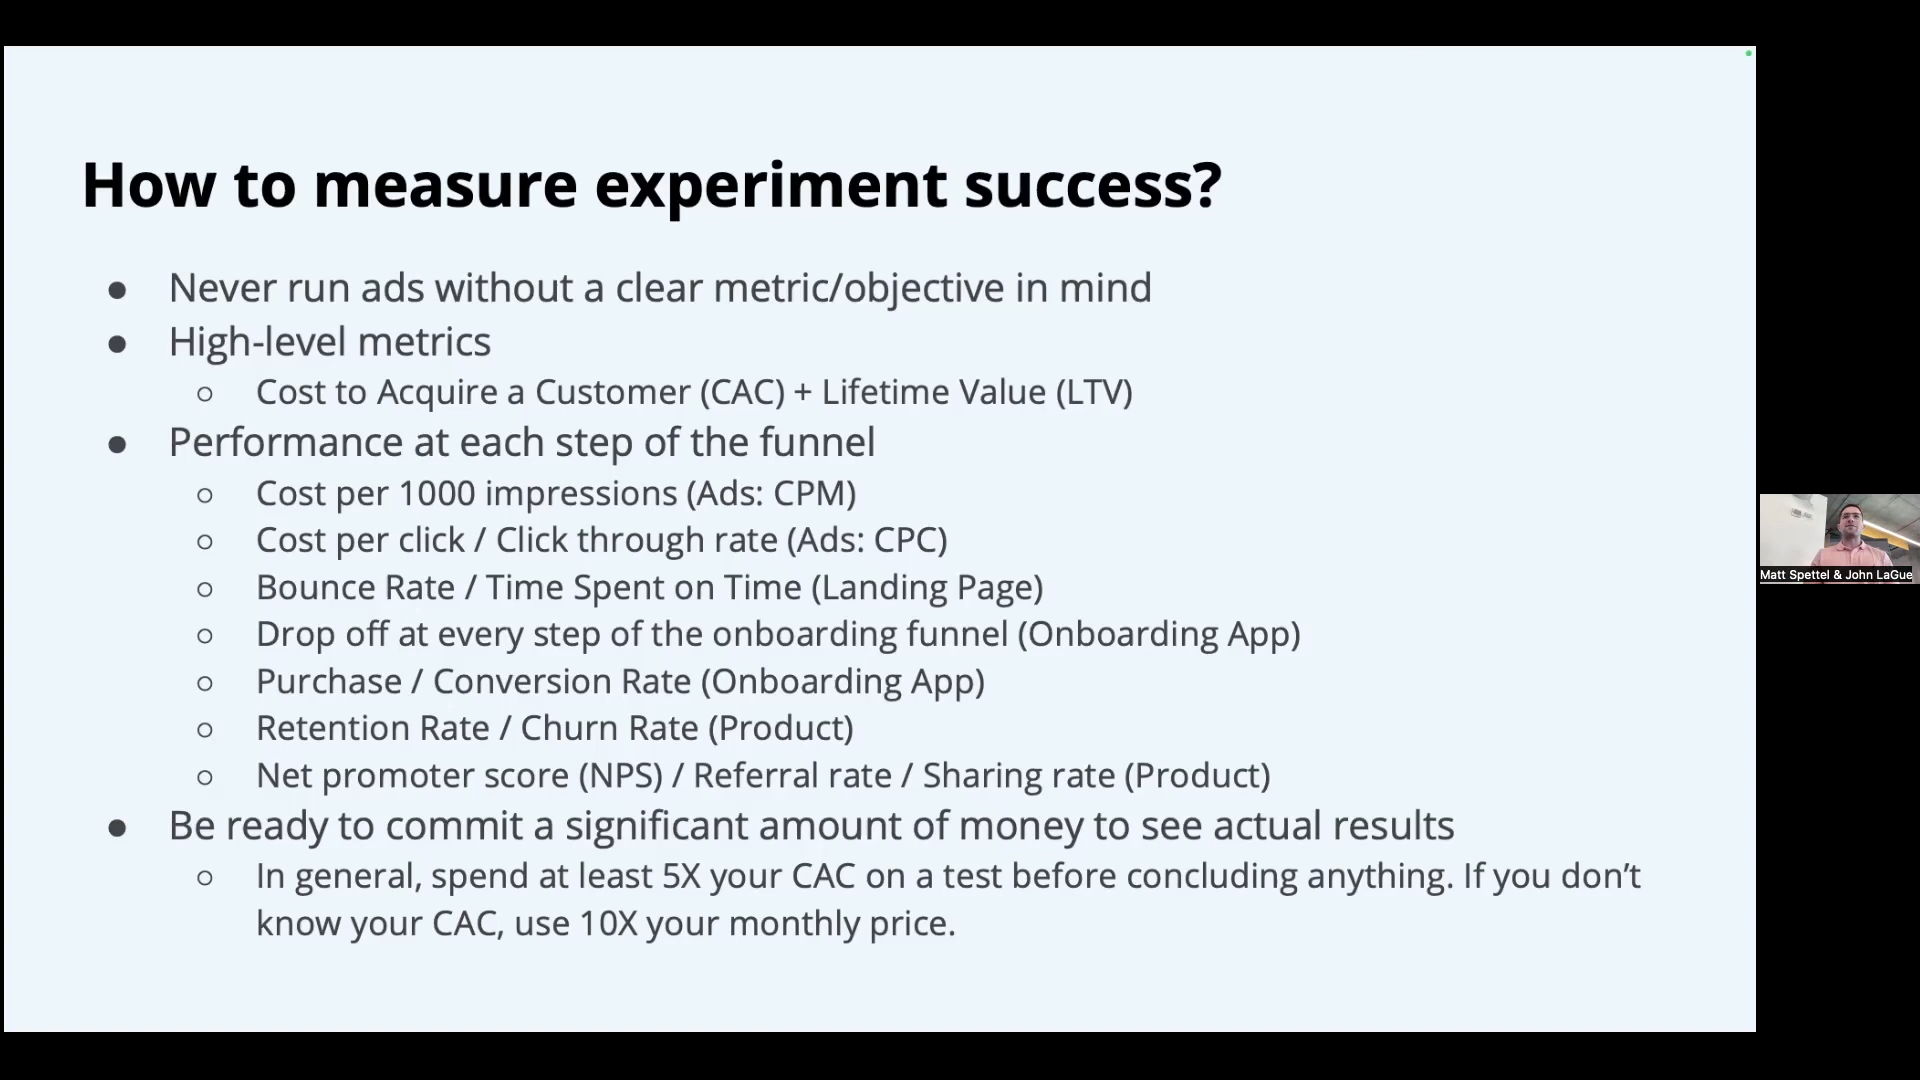 How to measure experiment success?
● Never run ads without a clear metric/objective in mind
● High-level metrics
○ Cost to Acquire a Customer (CAC) + Lifetime Value (LTV)
● Performance at each step of the funnel
○ Cost per 1000 impressions (Ads: CPM)
○ Cost per click / Click through rate (Ads: CPC)
○ Bounce Rate / Time Spent on Time (Landing Page)
○ Drop off at every step of the onboarding funnel (Onboarding App)
○ Purchase / Conversion Rate (Onboarding App)
○ Retention Rate / Churn Rate (Product)
○ Net promoter score (NPS) / Referral rate / Sharing rate (Product)
● Be ready to commit a significant amount of money to see actual results
○ In general, spend at least 5X your CAC on a test before concluding anything. If you don’t
know your CAC, use 10X your monthly price.
Matt Spettel & John LaGue